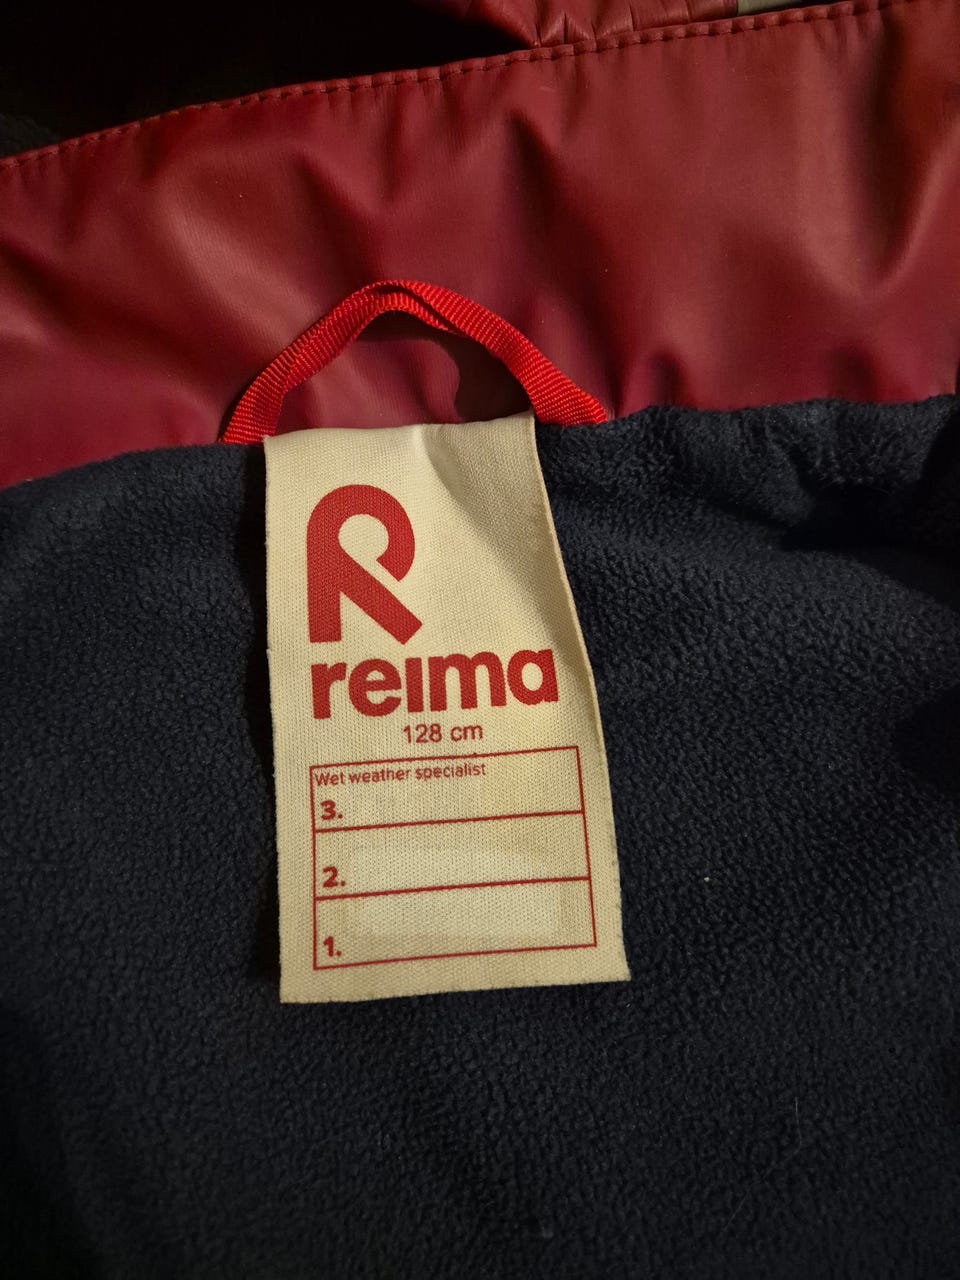 reima
128 cm
Wet weather specialist
3.
2.
1.